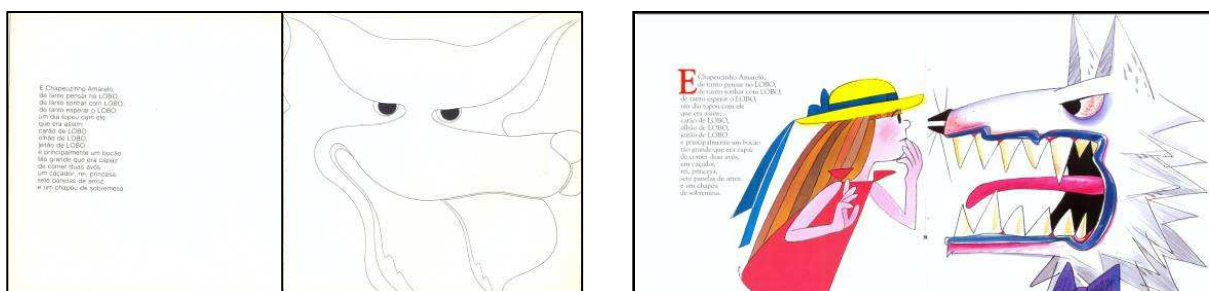 E Chapeuzinho Amarelo,
de tanto pensar no LOBO,
de tanto sonhar com LOBO,
de tanto esperar o LOBO,
um dia topou com ele
que era assim:
carão de LOBO,
olhão de LOBO,
jeitão de LOBO
e principalmente um bocão
tão grande que era capaz
de comer duas avós,
um caçador, rei, princesa,
sete panelas de arroz
e um chapéu de sobremesa.
E Chapeuzinho Amarelo,
de tanto pensar no LOBO,
de tanto sonhar com LOBO,
de tanto esperar o LOBO,
um dia topou com ele
que era assim:
carão de LOBO,
olhão de LOBO,
jeitão de LOBO
e principalmente um bocão
tão grande que era capaz
de comer duas avós,
um caçador,
rei, princesa,
sete panelas de arroz
e um chapéu
de sobremesa.